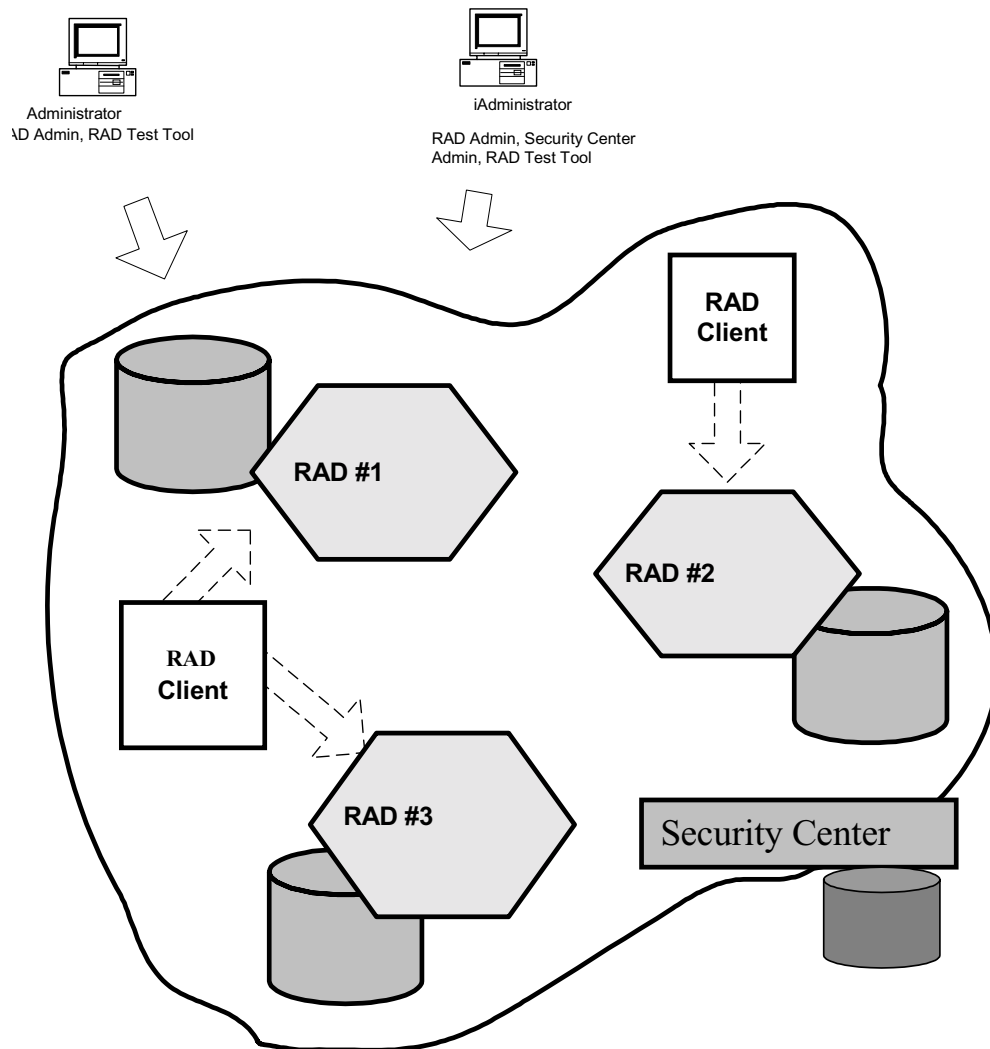 Administrator
AD Admin, RAD Test Tool
iAdministrator
RAD Admin, Security Center
Admin, RAD Test Tool
RAD
Client
RAD #1
RAD #2
RAD
Client
RAD #3
Security Center